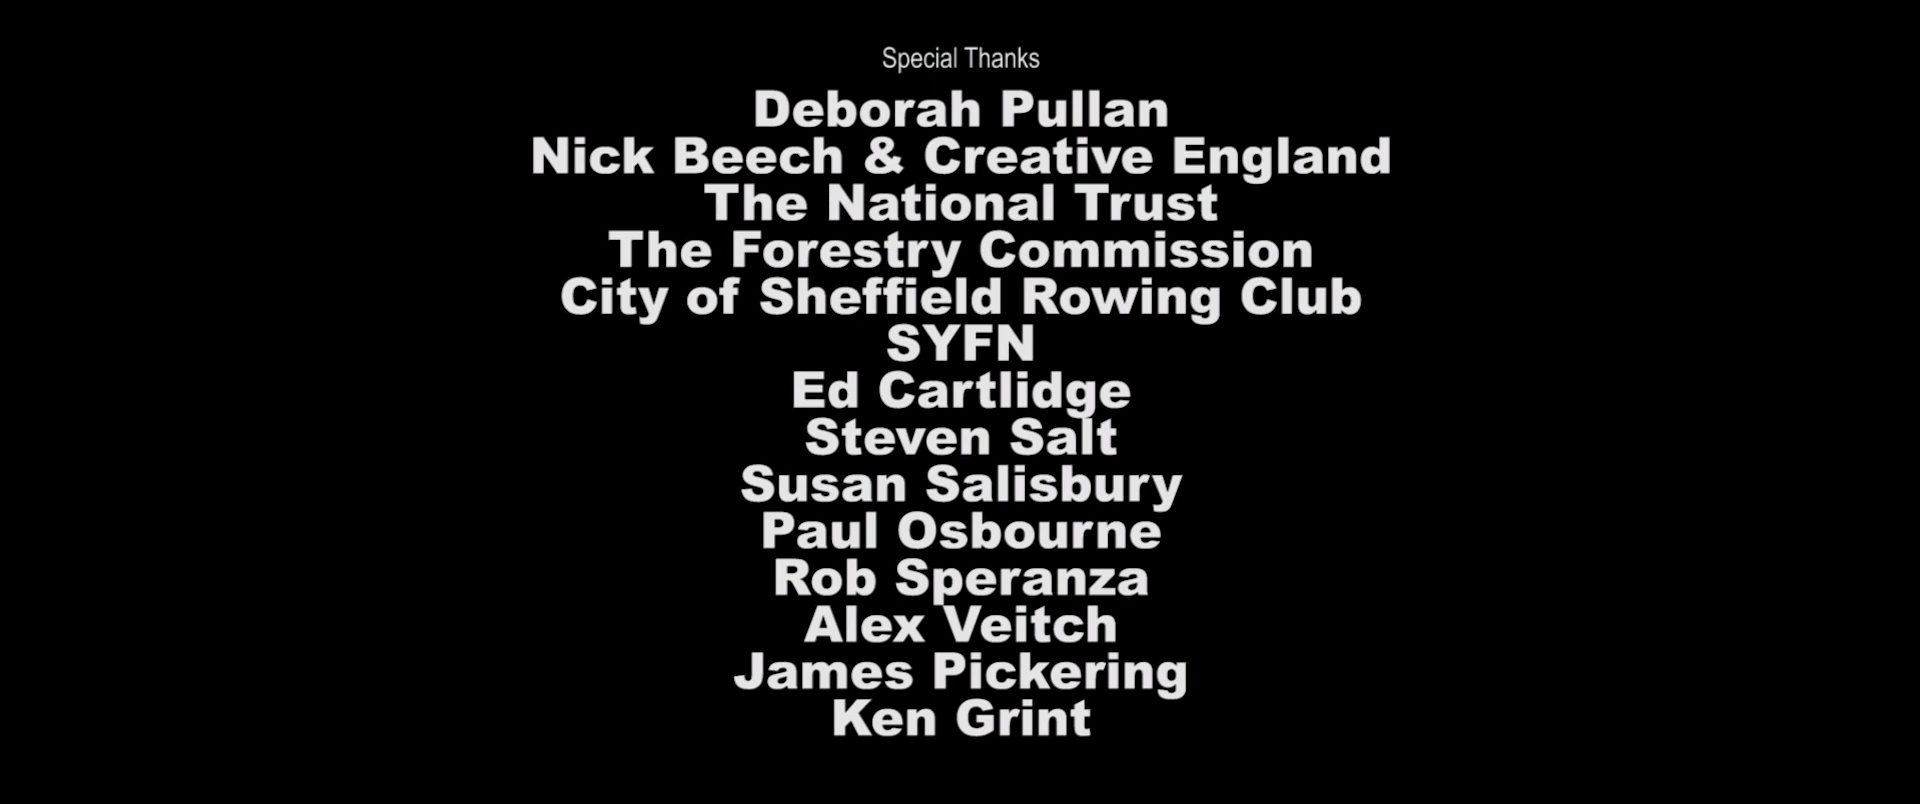 Special Thanks
Deborah Pullan
Nick Beech & Creative England
The National Trust
The Forestry Commission
City of Sheffield Rowing Club
SYFN
Ed Cartlidge
Steven Salt
Susan Salisbury
Paul Osbourne
Rob Speranza
Alex Veitch
James Pickering
Ken Grint